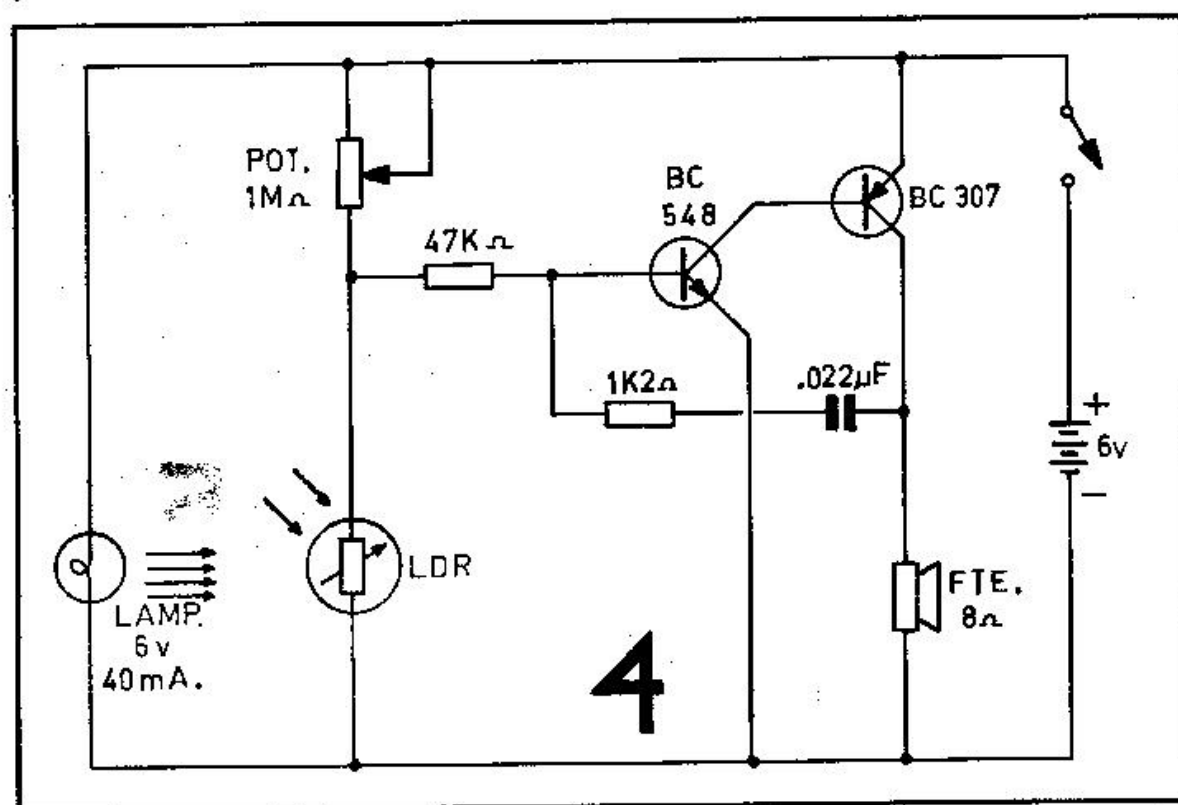 POT.
1MΩ
47KΩ
BC
548
BC 307
1K2Ω
.022µF
+
6v
−
LDR
LAMP.
6v
40mA.
FTE.
8Ω
4